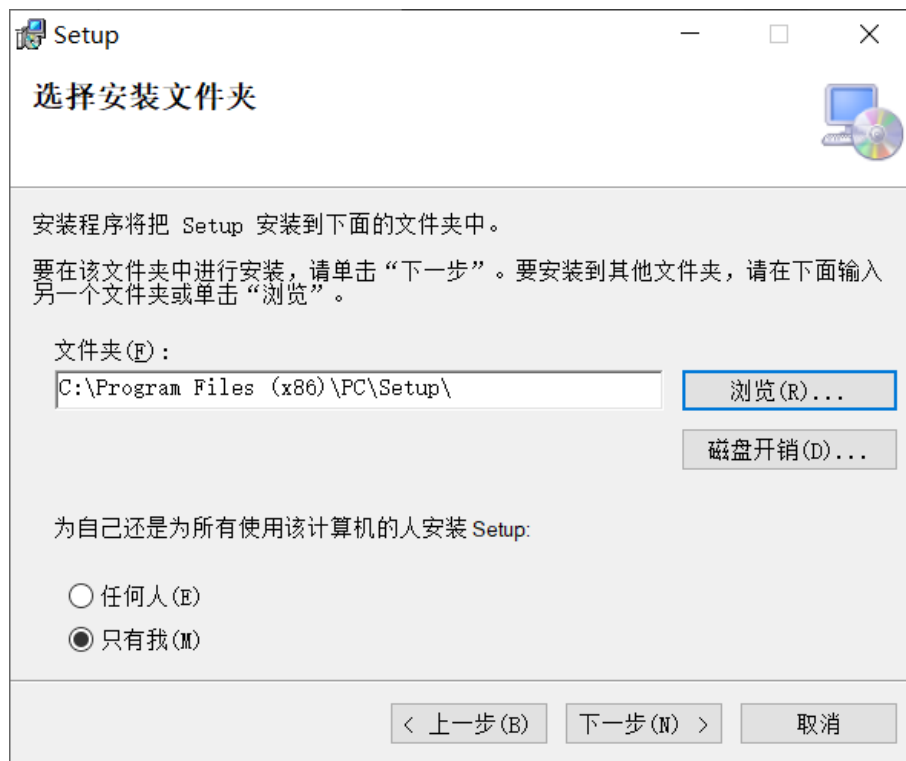 Setup
选择安装文件夹
安装程序将把 Setup 安装到下面的文件夹中。
要在该文件夹中进行安装，请单击“下一步”。要安装到其他文件夹，请在下面输入
另一个文件夹或单击“浏览”。
文件夹(F):
C:\Program Files (x86)\PC\Setup\
浏览(R)...
磁盘开销(D)...
为自己还是为所有使用该计算机的人安装 Setup:
任何人(E)
只有我(M)
< 上一步(B)
下一步(N) >
取消